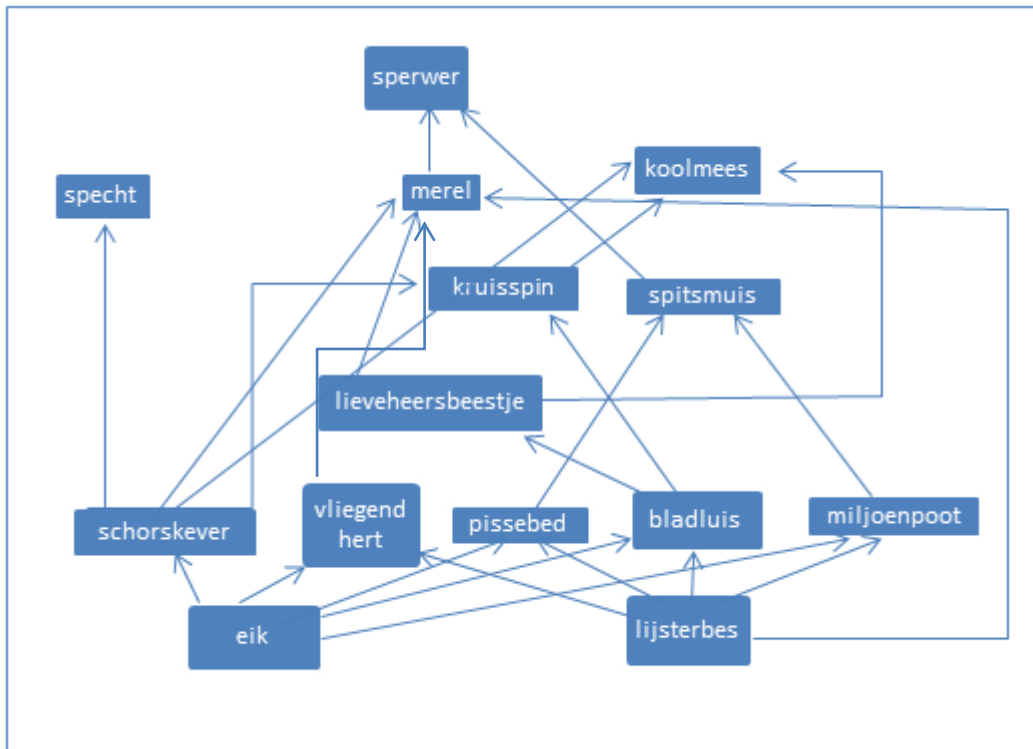 sperwer
koolmees
specht
merel
kruisspin
spitsmuis
lieveheersbeestje
vliegend
hert
bladluis
miljoenpoot
schorskever
pissebed
eik
lijsterbes